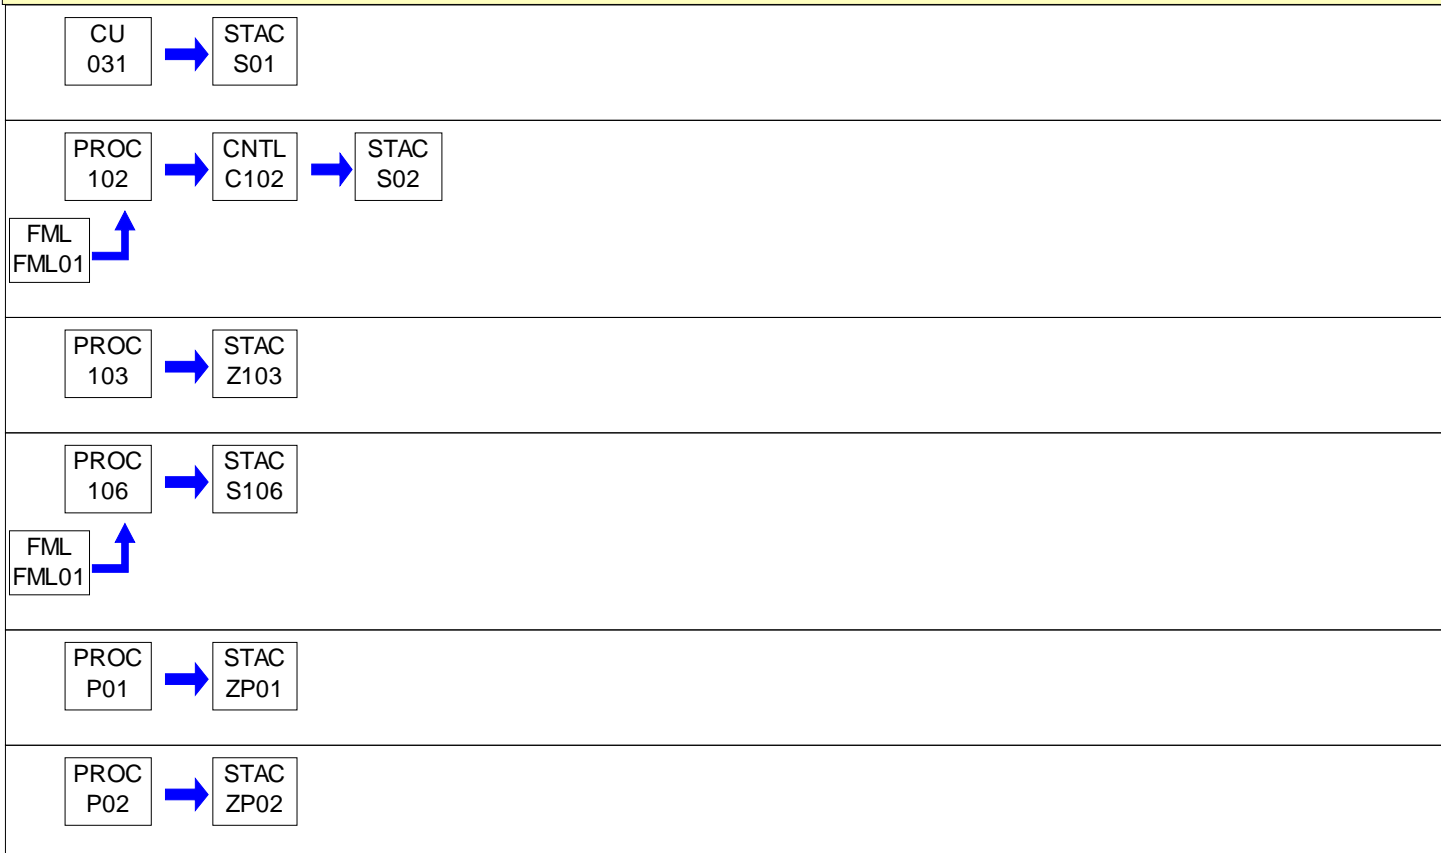 CU
031
STAC
S01
PROC
102
CNTL
C102
STAC
S02
FML
FML01
PROC
103
STAC
Z103
PROC
106
STAC
S106
FML
FML01
PROC
P01
STAC
ZP01
PROC
P02
STAC
ZP02